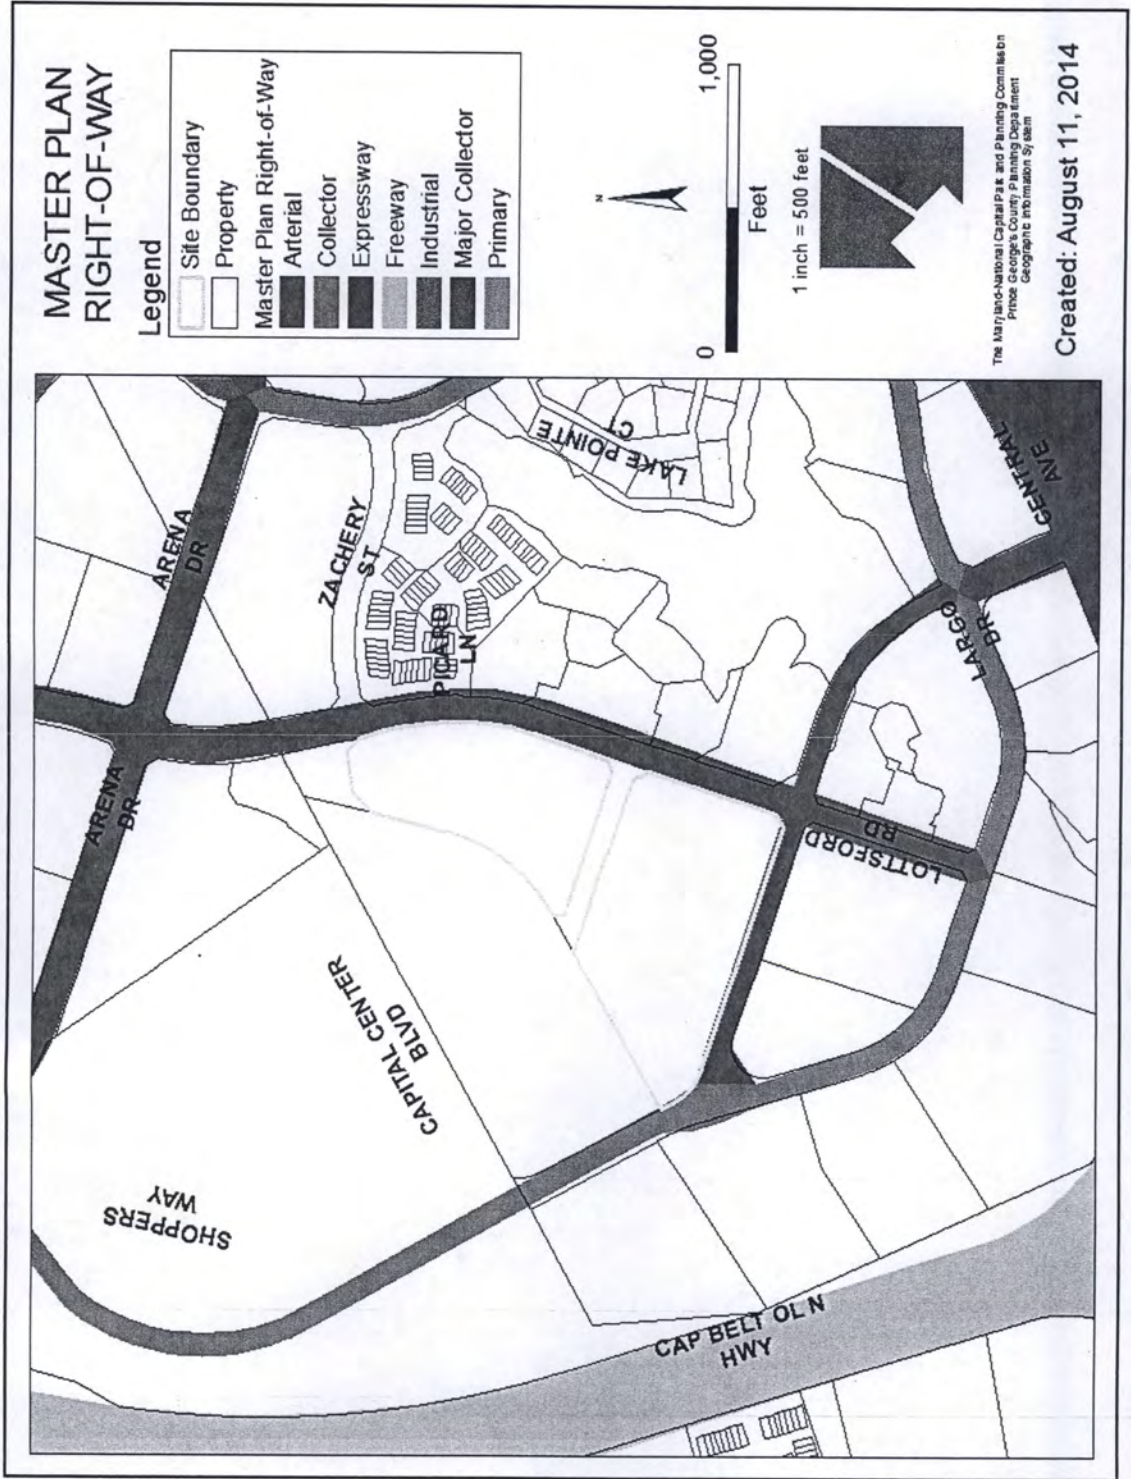 MASTER PLAN
RIGHT-OF-WAY
Legend
Site Boundary
Property
Master Plan Right-of-Way
Arterial
Collector
Expressway
Freeway
Industrial
Major Collector
Primary
N
0
1,000
Feet
1 inch = 500 feet
The Maryland-National Capital Park and Planning Commission
Prince George's County Planning Department
Geographic Information System
Created: August 11, 2014
ARENA
DR
ZACHERY
ST
PICARD
LN
LAKE POINTE
CT
ARENA
DR
CENTRAL
AVE
LARGO
DR
LOTTSFORD
RD
CAPITAL CENTER
BLVD
SHOPPERS
WAY
CAP BELT OL N
HWY